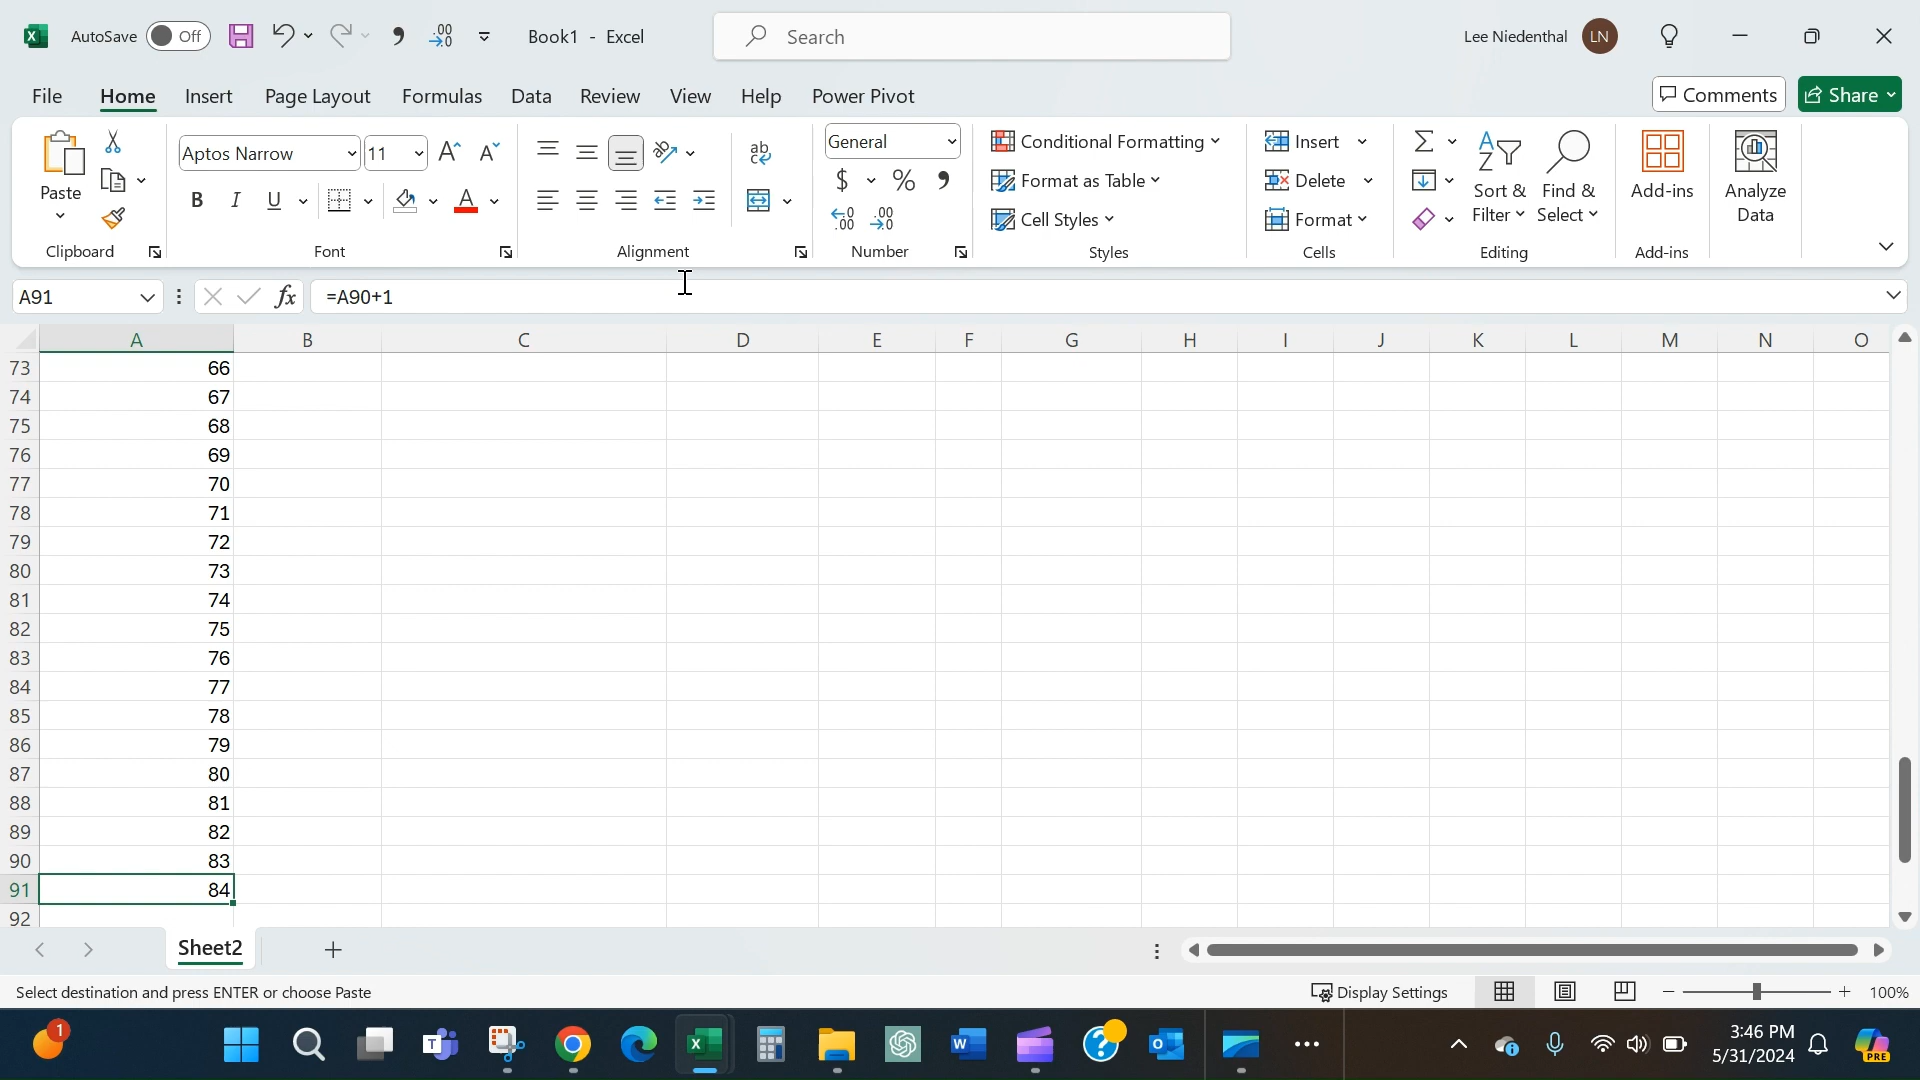 AutoSave Off Book1 - Excel Search Lee Niedenthal LN
File Home Insert Page Layout Formulas Data Review View Help Power Pivot Comments Share
Paste Aptos Narrow 11 General Conditional Formatting Insert
Format as Table Delete Sort & Filter Find & Select Add-ins Analyze Data
B I U $ % Cell Styles Format
Clipboard Font Alignment Number Styles Cells Editing Add-ins
A91 fx =A90+1
A B C D E F G H I J K L M N O
73 66
74 67
75 68
76 69
77 70
78 71
79 72
80 73
81 74
82 75
83 76
84 77
85 78
86 79
87 80
88 81
89 82
90 83
91 84
92
Sheet2
Select destination and press ENTER or choose Paste Display Settings 100%
1 3:46 PM
5/31/2024 PRE